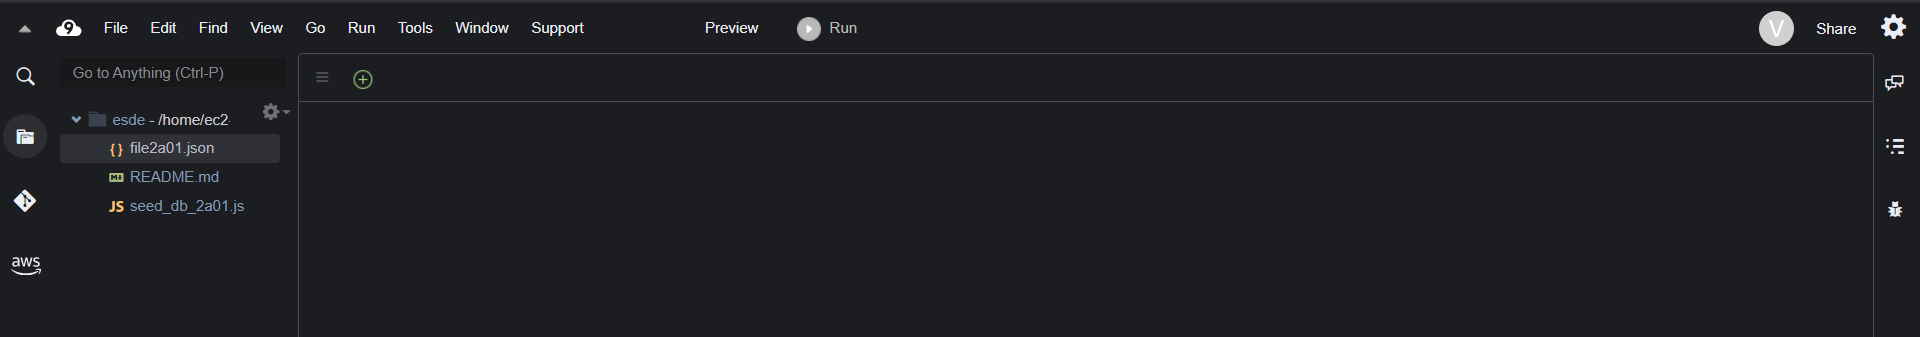 9 File Edit Find View Go Run Tools Window Support Preview Run V Share
Go to Anything (Ctrl-P)
esde - /home/ec2-
{ } file2a01.json
README.md
JS seed_db_2a01.js
aws